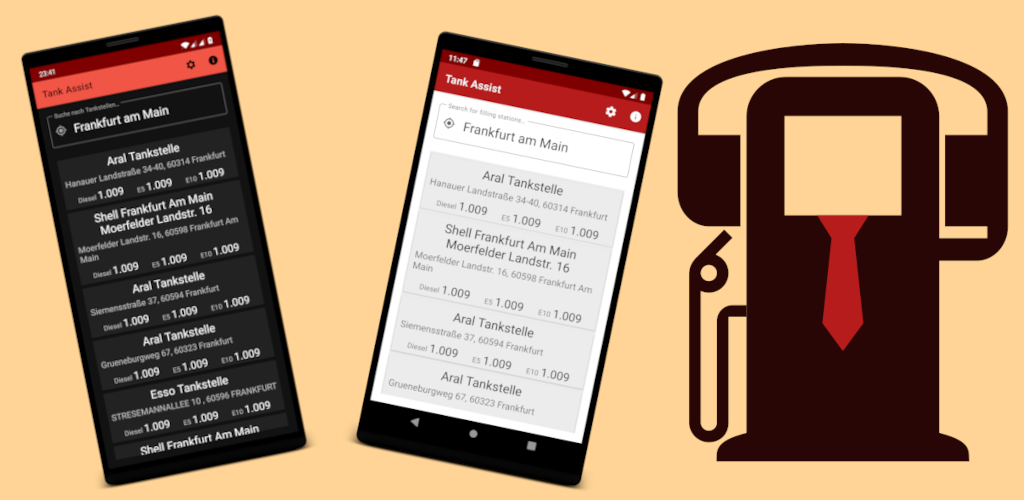 23:41
Tank Assist
Suche nach Tankstellen...
Frankfurt am Main
Aral Tankstelle
Hanauer Landstraße 34-40, 60314 Frankfurt
Diesel 1.009 E5 1.009 E10 1.009
Shell Frankfurt Am Main
Moerfelder Landstr. 16
Moerfelder Landstr. 16, 60598 Frankfurt Am
Main
Diesel 1.009 E5 1.009 E10 1.009
Aral Tankstelle
Siemensstraße 37, 60594 Frankfurt
Diesel 1.009 E5 1.009 E10 1.009
Aral Tankstelle
Grueneburgweg 67, 60323 Frankfurt
Diesel 1.009 E5 1.009 E10 1.009
Esso Tankstelle
STRESEMANNALLEE 10 , 60596 FRANKFURT
Diesel 1.009 E5 1.009 E10 1.009
Shell Frankfurt Am Main
11:47
Tank Assist
Search for filling stations...
Frankfurt am Main
Aral Tankstelle
Hanauer Landstraße 34-40, 60314 Frankfurt
Diesel 1.009 E5 1.009 E10 1.009
Shell Frankfurt Am Main
Moerfelder Landstr. 16
Moerfelder Landstr. 16, 60598 Frankfurt Am
Main
Diesel 1.009 E5 1.009 E10 1.009
Aral Tankstelle
Siemensstraße 37, 60594 Frankfurt
Diesel 1.009 E5 1.009 E10 1.009
Aral Tankstelle
Grueneburgweg 67, 60323 Frankfurt